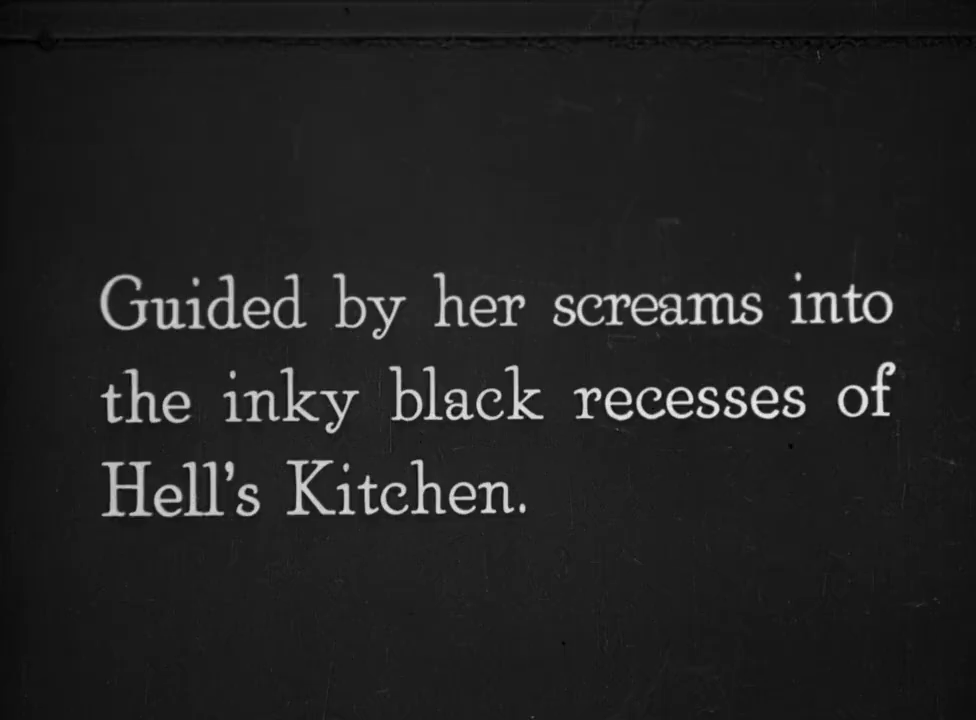 Guided by her screams into
the inky black recesses of
Hell's Kitchen.